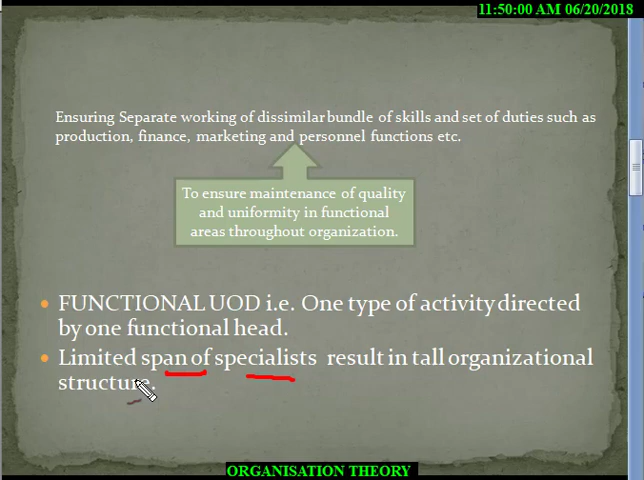 11:50:00 AM 06/20/2018
Ensuring Separate working of dissimilar bundle of skills and set of duties such as
production, finance, marketing and personnel functions etc.
To ensure maintenance of quality
and uniformity in functional
areas throughout organization.
• FUNCTIONAL UOD i.e. One type of activity directed
by one functional head.
• Limited span of specialists result in tall organizational
structure.
ORGANISATION THEORY